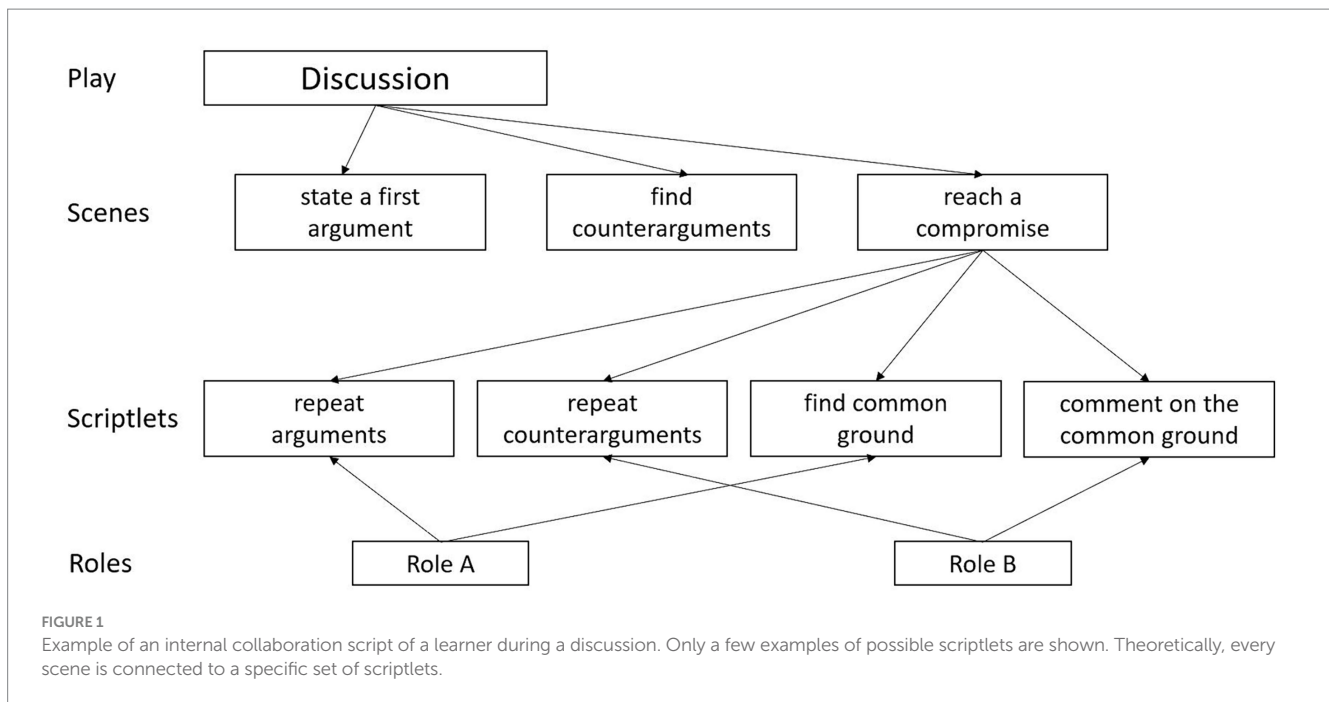 Play
Discussion
Scenes
state a first
argument
find
counterarguments
reach a
compromise
Scriptlets
repeat
arguments
repeat
counterarguments
find common
ground
comment on the
common ground
Roles
Role A
Role B
FIGURE 1
Example of an internal collaboration script of a learner during a discussion. Only a few examples of possible scriptlets are shown. Theoretically, every
scene is connected to a specific set of scriptlets.